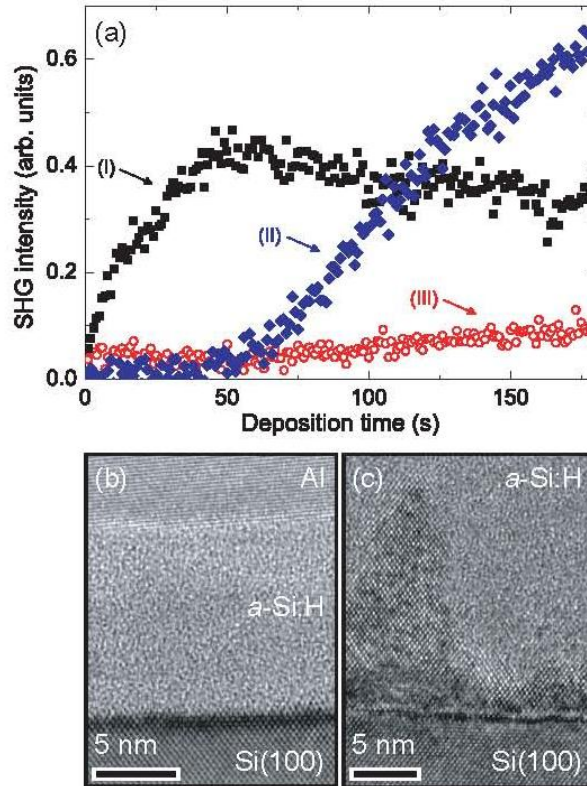 (a)
SHG intensity (arb. units)
0.6
0.4
0.2
0.0
(I)
(II)
(III)
0 50 100 150
Deposition time (s)
(b) Al
a-Si:H
5 nm Si(100)
(c) a-Si:H
5 nm Si(100)